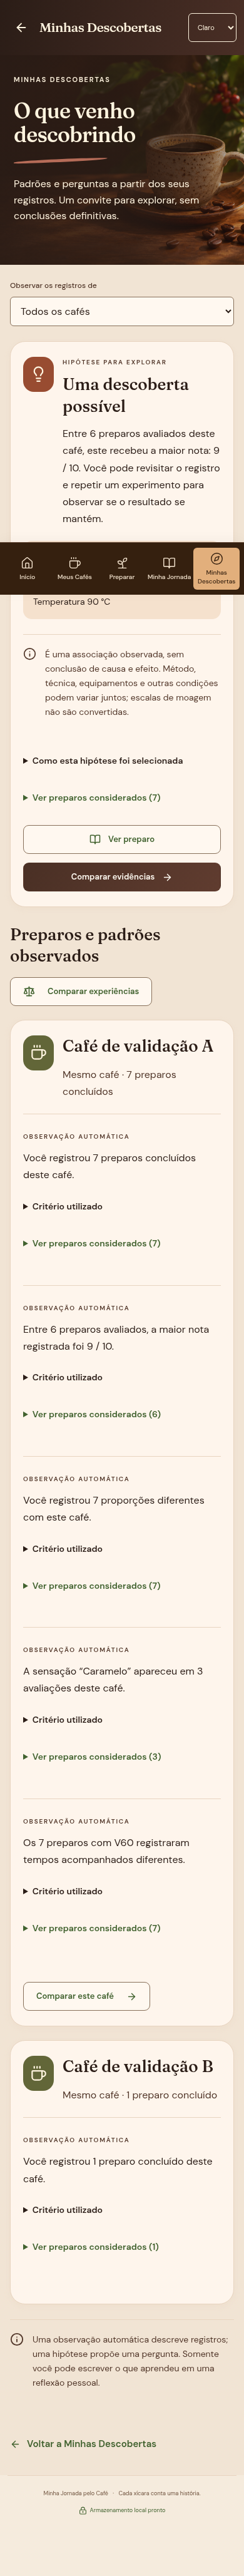 Minhas Descobertas
Claro
MINHAS DESCOBERTAS
O que venho
descobrindo
Padrões e perguntas a partir dos seus
registros. Um convite para explorar, sem
conclusões definitivas.
Observar os registros de
Todos os cafés
HIPÓTESE PARA EXPLORAR
Uma descoberta
possível
Entre 6 preparos avaliados deste
café, este recebeu a maior nota: 9
/ 10. Você pode revisitar o registro
e repetir um experimento para
observar se o resultado se
mantém.
Início
Meus Cafés
Preparar
Minha Jornada
Minhas
Descobertas
Temperatura 90 °C
É uma associação observada, sem
conclusão de causa e efeito. Método,
técnica, equipamentos e outras condições
podem variar juntos; escalas de moagem
não são convertidas.
Como esta hipótese foi selecionada
Ver preparos considerados (7)
Ver preparo
Comparar evidências
Preparos e padrões
observados
Comparar experiências
Café de validação A
Mesmo café · 7 preparos
concluídos
OBSERVAÇÃO AUTOMÁTICA
Você registrou 7 preparos concluídos
deste café.
Critério utilizado
Ver preparos considerados (7)
OBSERVAÇÃO AUTOMÁTICA
Entre 6 preparos avaliados, a maior nota
registrada foi 9 / 10.
Critério utilizado
Ver preparos considerados (6)
OBSERVAÇÃO AUTOMÁTICA
Você registrou 7 proporções diferentes
com este café.
Critério utilizado
Ver preparos considerados (7)
OBSERVAÇÃO AUTOMÁTICA
A sensação “Caramelo” apareceu em 3
avaliações deste café.
Critério utilizado
Ver preparos considerados (3)
OBSERVAÇÃO AUTOMÁTICA
Os 7 preparos com V60 registraram
tempos acompanhados diferentes.
Critério utilizado
Ver preparos considerados (7)
Comparar este café
Café de validação B
Mesmo café · 1 preparo concluído
OBSERVAÇÃO AUTOMÁTICA
Você registrou 1 preparo concluído deste
café.
Critério utilizado
Ver preparos considerados (1)
Uma observação automática descreve registros;
uma hipótese propõe uma pergunta. Somente
você pode escrever o que aprendeu em uma
reflexão pessoal.
Voltar a Minhas Descobertas
Minha Jornada pelo Café · Cada xícara conta uma história.
Armazenamento local pronto